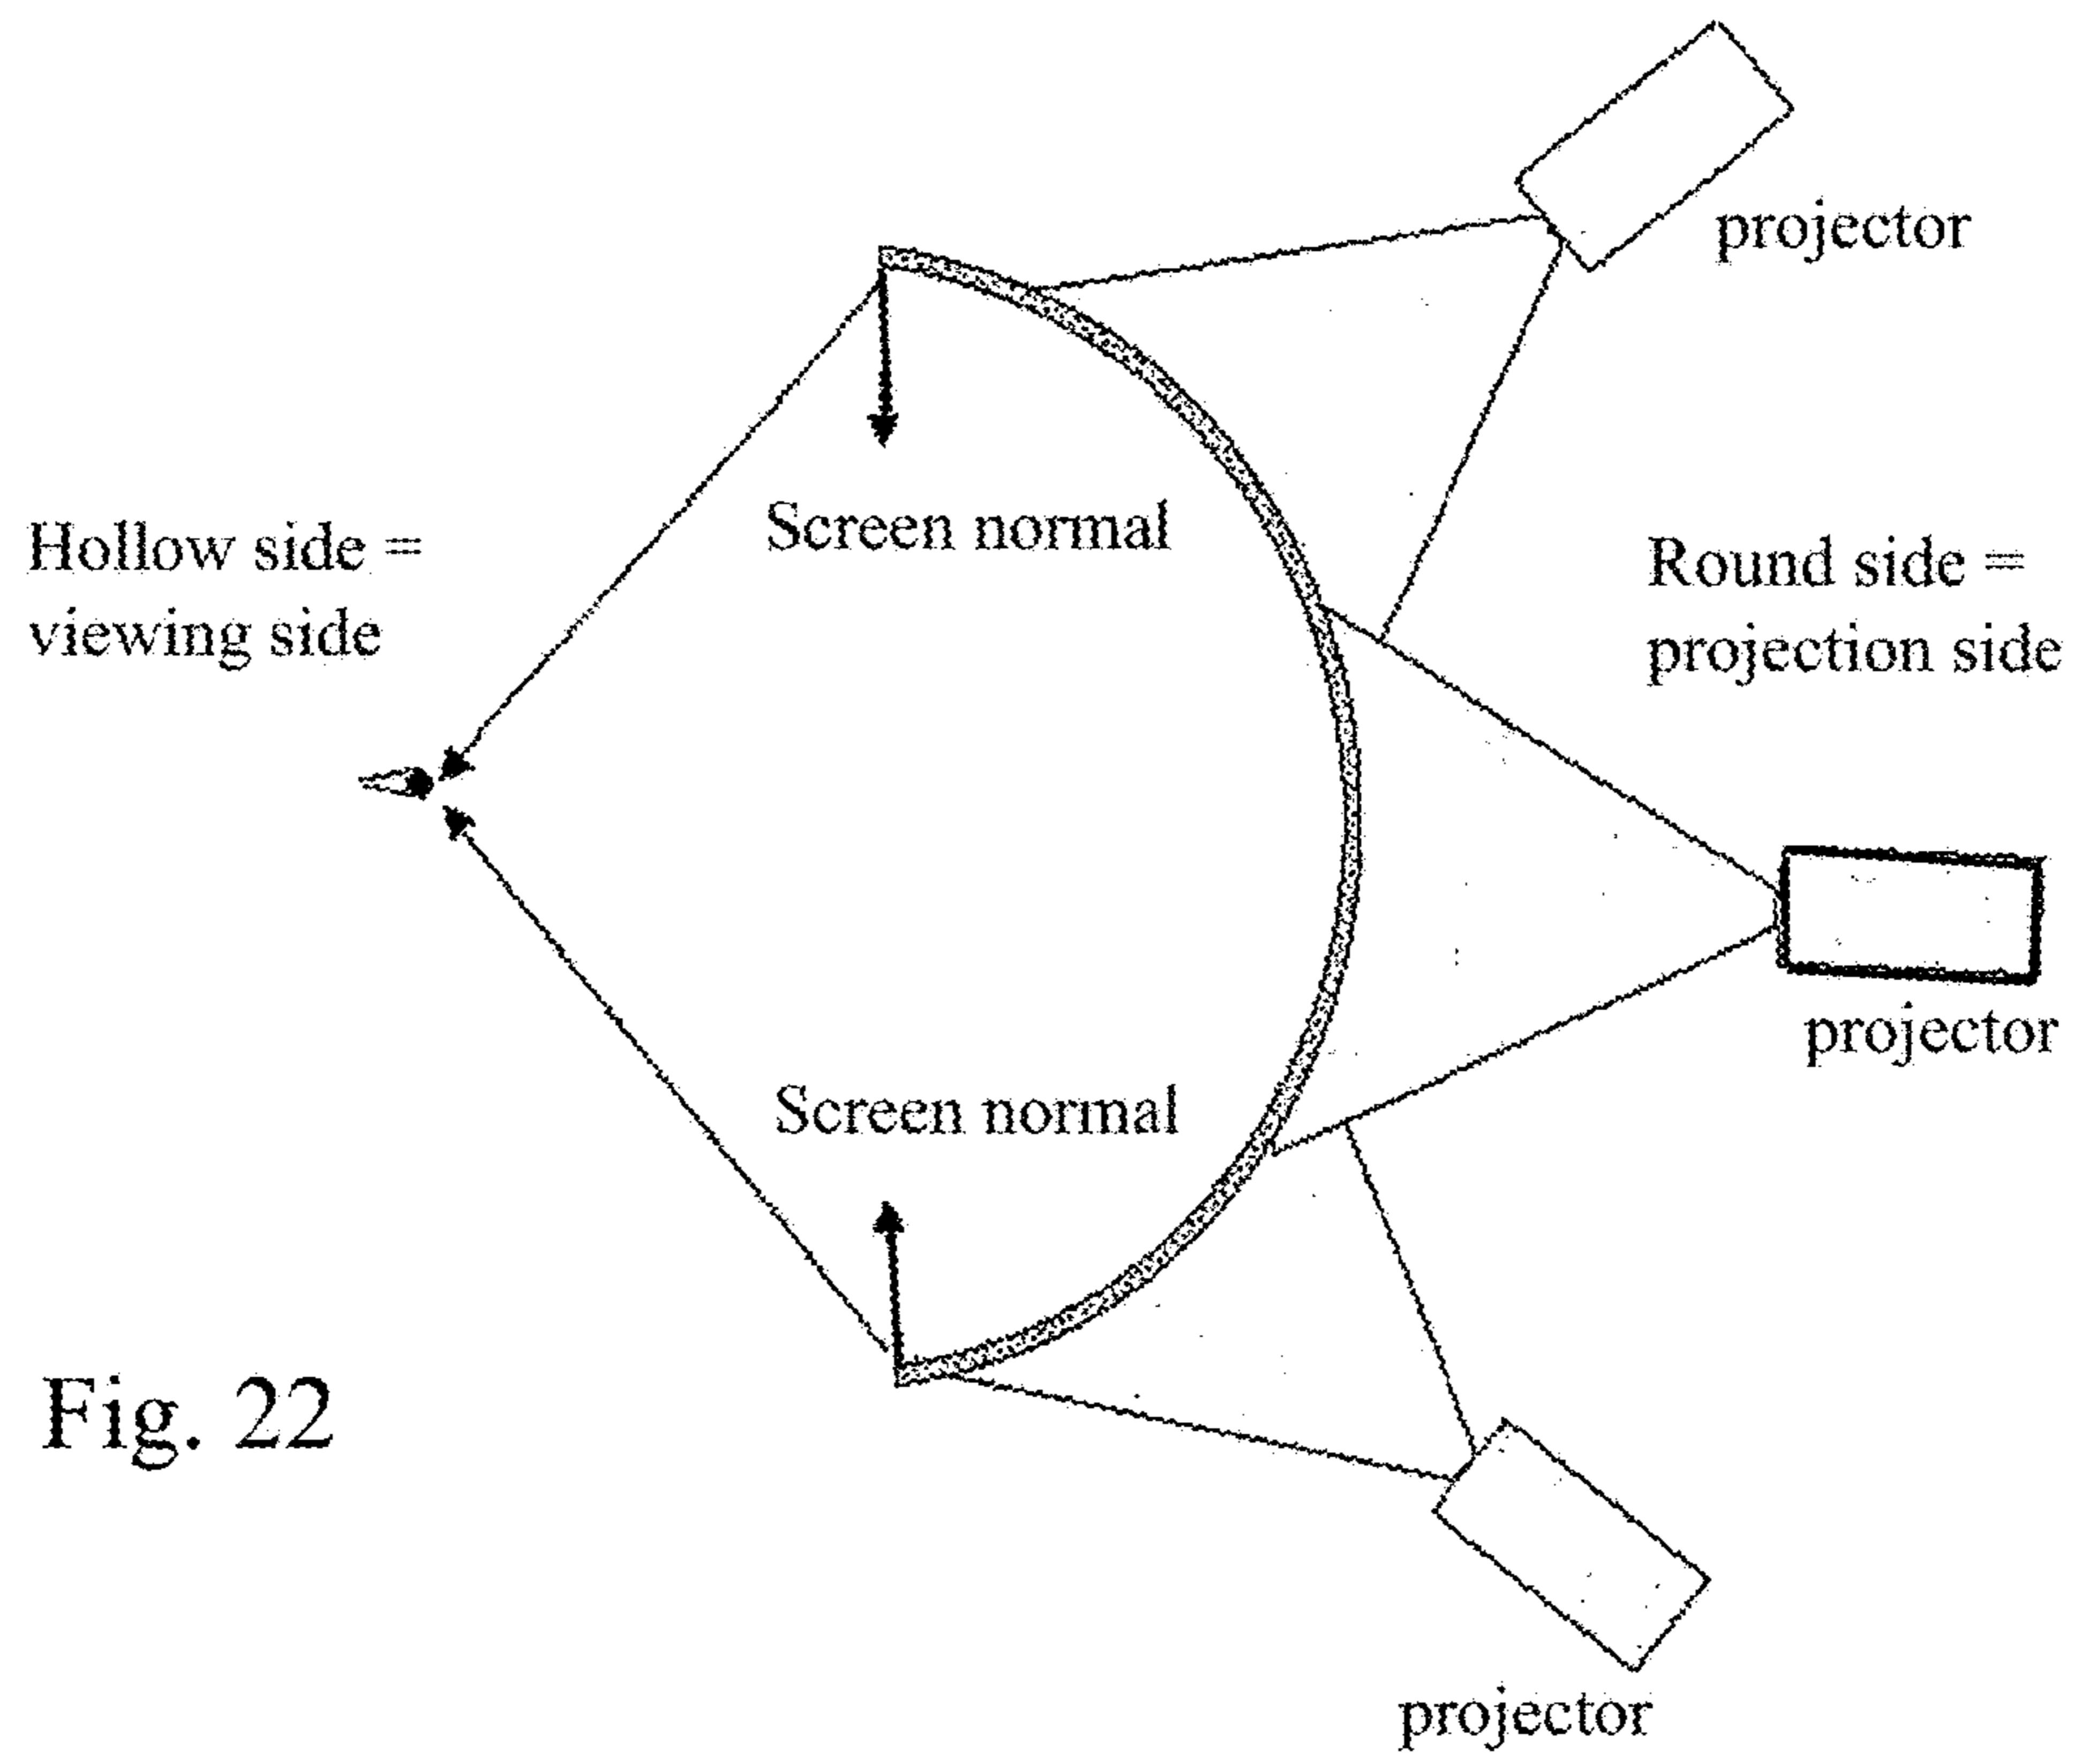 projector
Screen normal
Hollow side =
viewing side
Round side =
projection side
projector
Screen normal
Fig. 22
projector